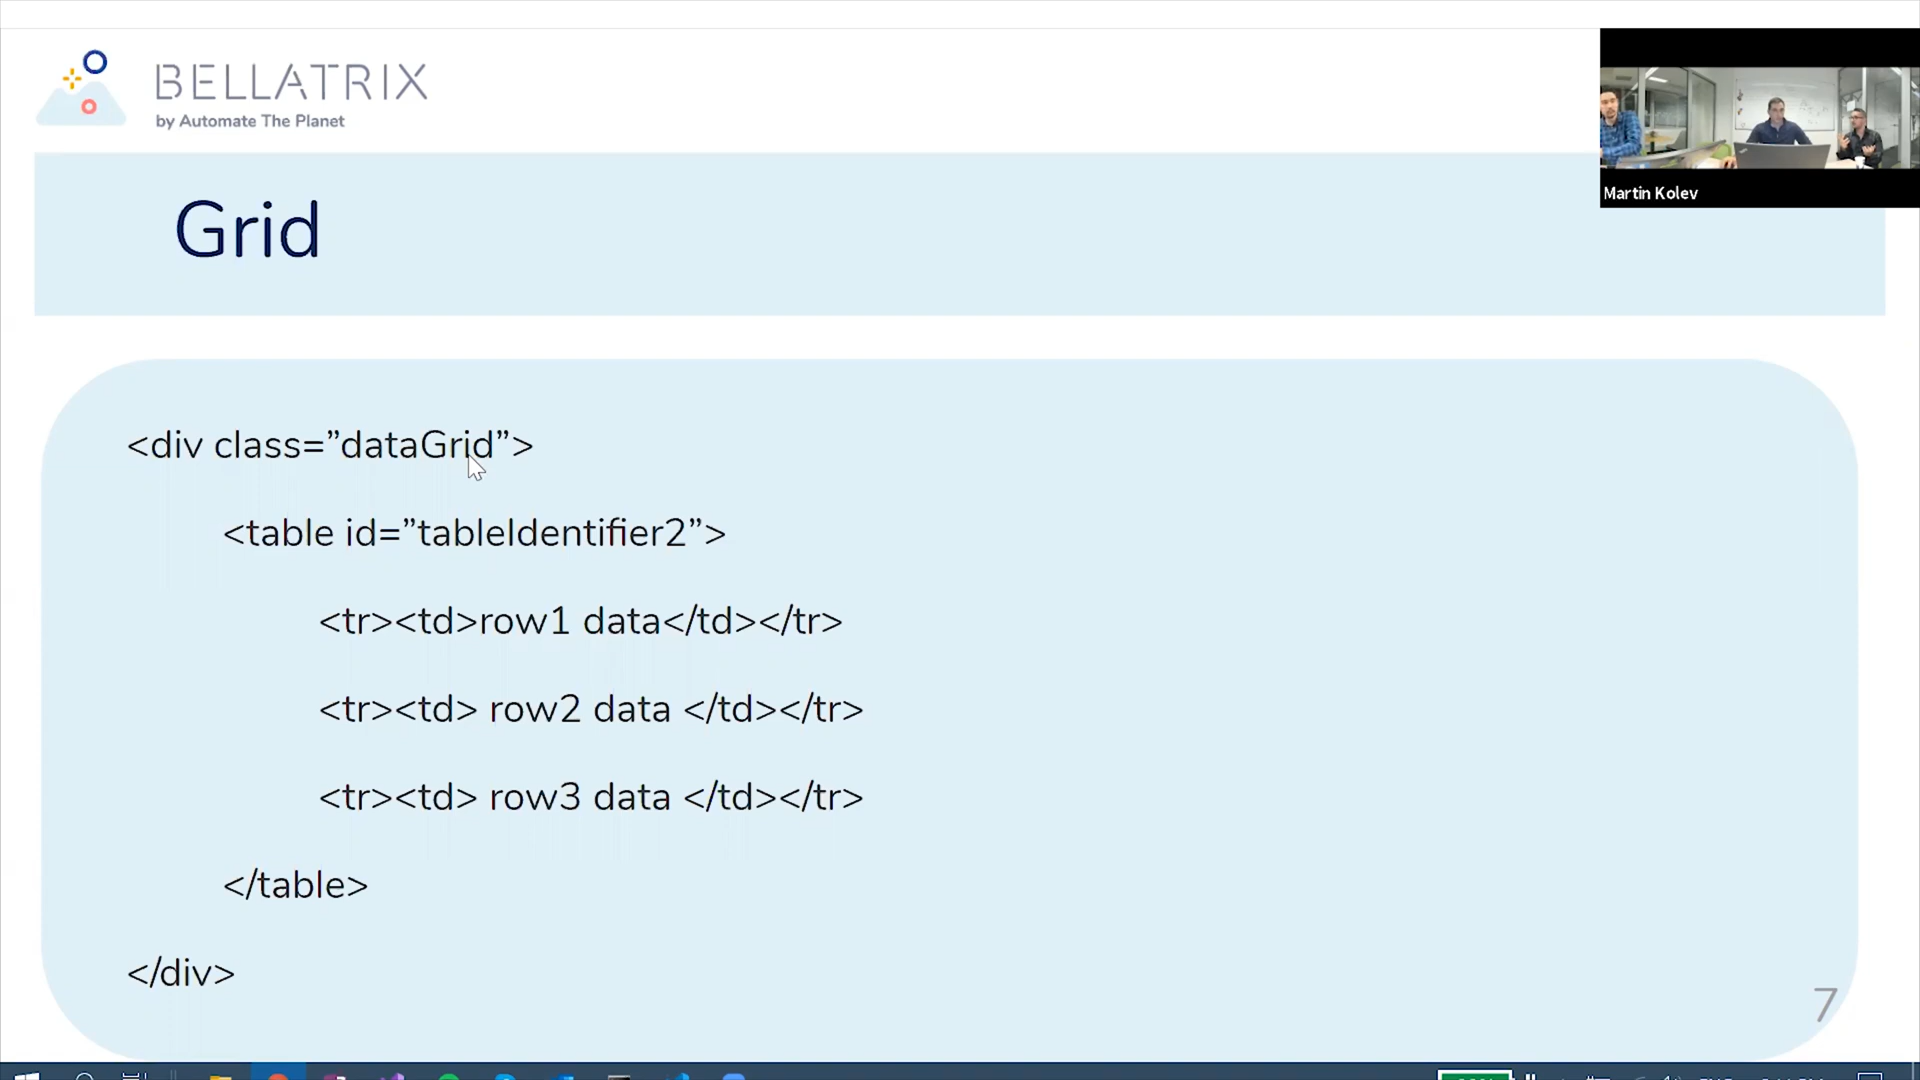 BELLATRIX
by Automate The Planet
Martin Kolev
Grid
<div class=”dataGrid”>
<table id=”tableIdentifier2”>
<tr><td>row1 data</td></tr>
<tr><td> row2 data </td></tr>
<tr><td> row3 data </td></tr>
</table>
</div>
7